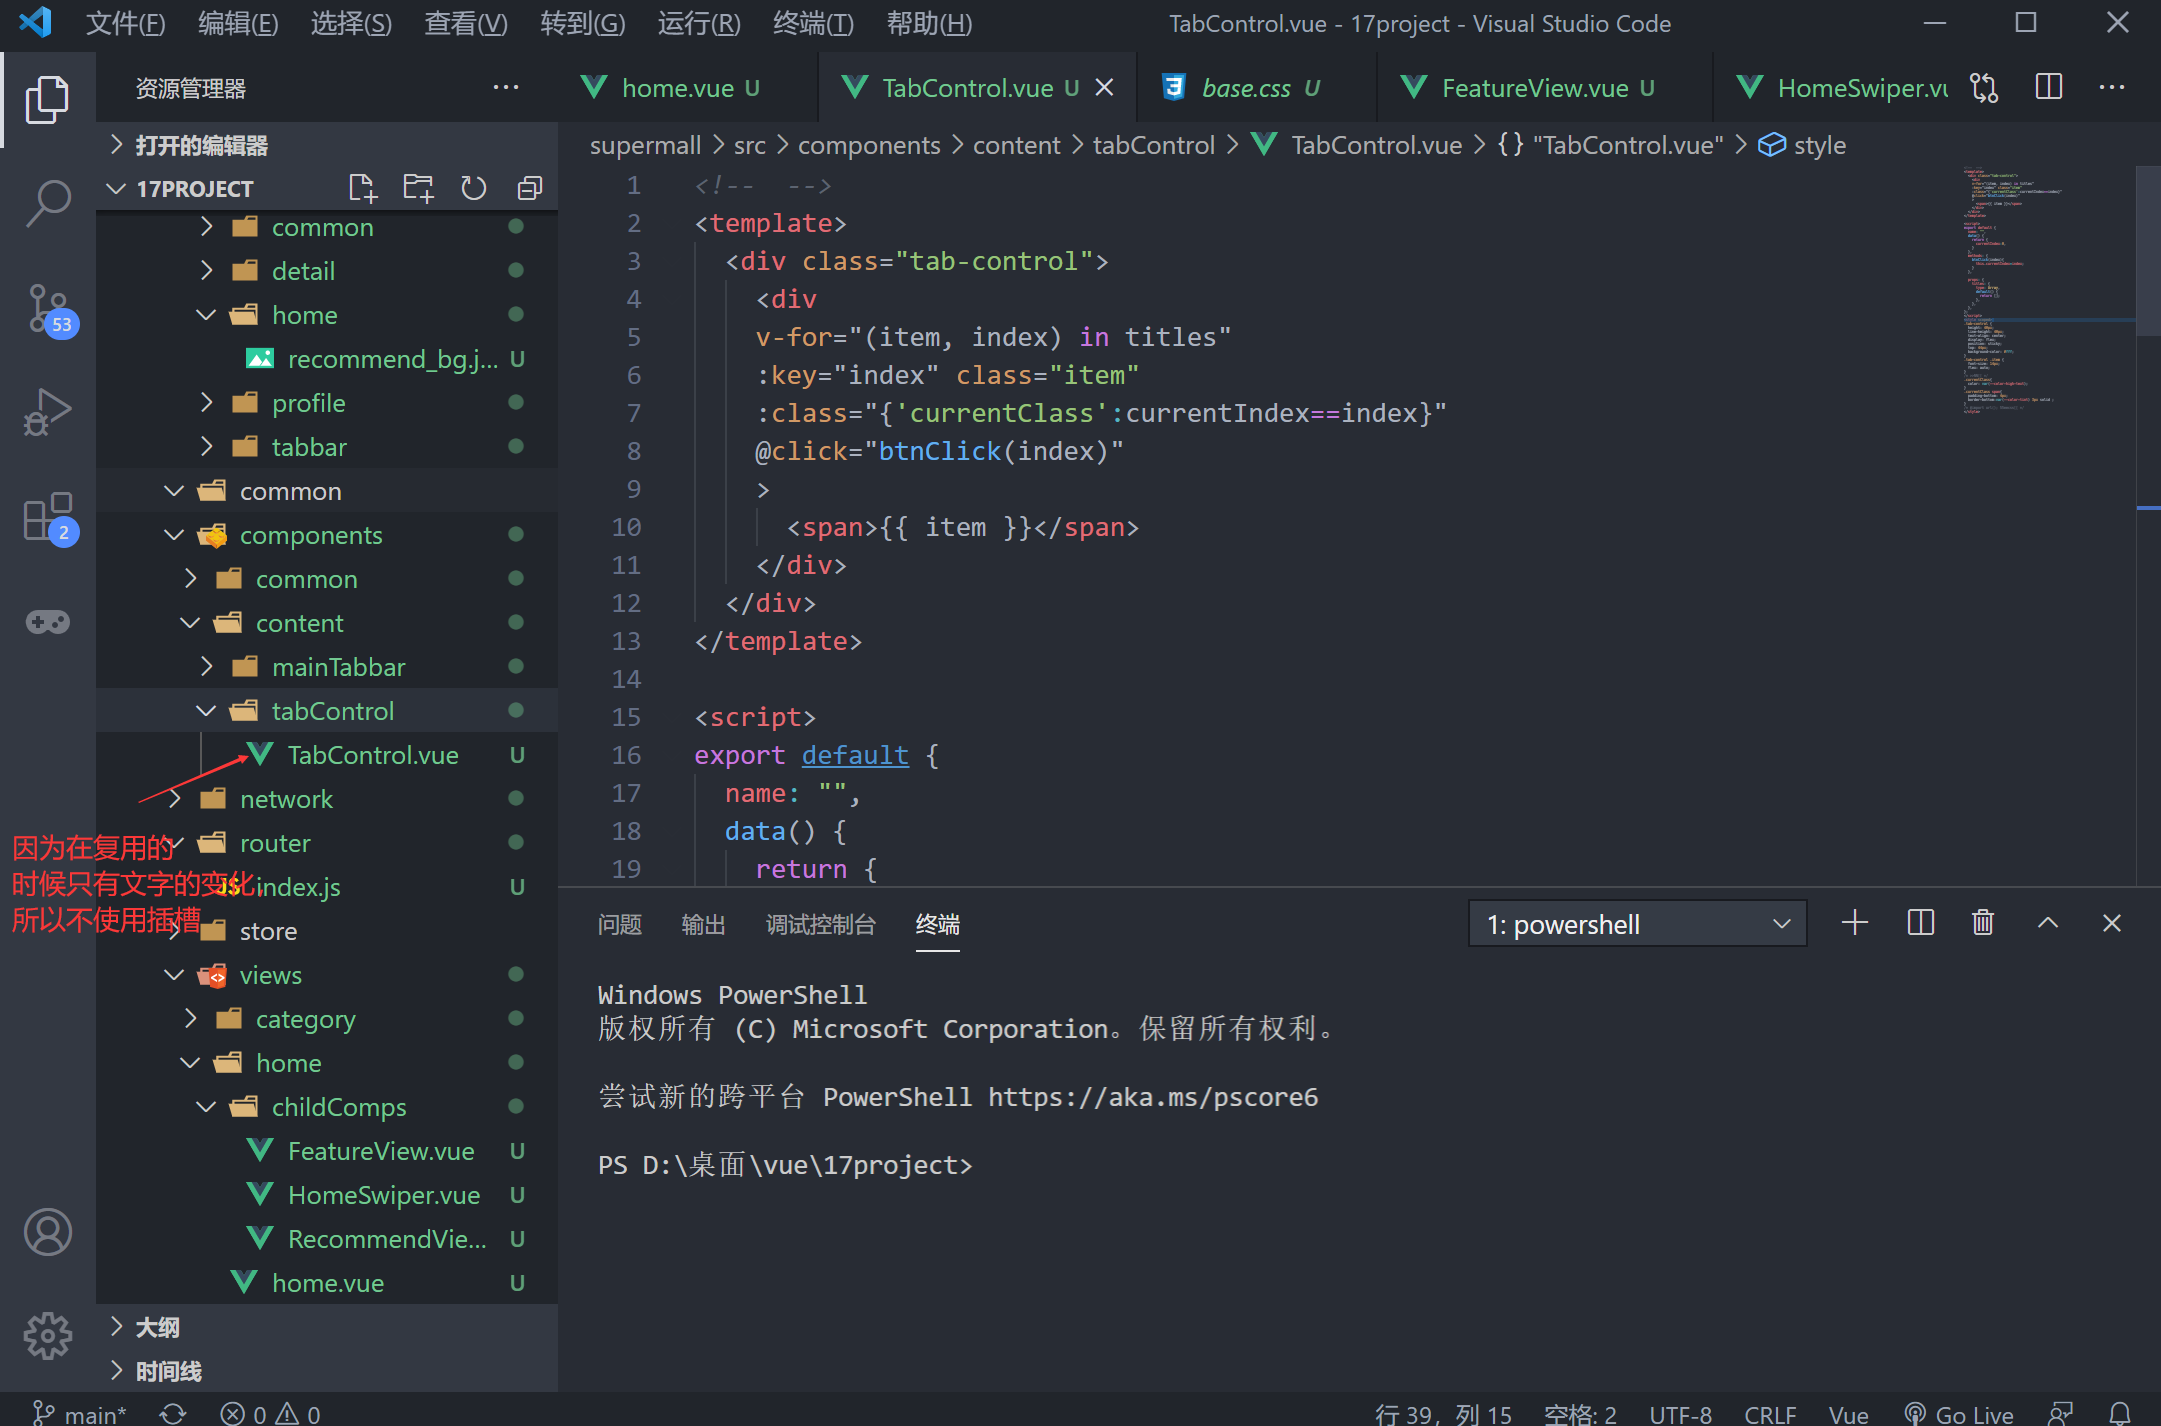 文件(F) 编辑(E) 选择(S) 查看(V) 转到(G) 运行(R) 终端(T) 帮助(H) TabControl.vue - 17project - Visual Studio Code
资源管理器
home.vue U TabControl.vue U base.css U FeatureView.vue U HomeSwiper.vu
打开的编辑器
supermall > src > components > content > tabControl > TabControl.vue > {} "TabControl.vue" > style
17PROJECT
common
detail
home
recommend_bg.j... U
profile
tabbar
common
components
common
content
mainTabbar
tabControl
TabControl.vue U
network
router
index.js U
store
views
category
home
childComps
FeatureView.vue U
HomeSwiper.vue U
RecommendVie... U
home.vue U
大纲
时间线
53
2
因为在复用的
时候只有文字的变化,
所以不使用插槽
1 <!--  -->
2 <template>
3 <div class="tab-control">
4 <div
5 v-for="(item, index) in titles"
6 :key="index" class="item"
7 :class="{'currentClass':currentIndex==index}"
8 @click="btnClick(index)"
9 >
10 <span>{{ item }}</span>
11 </div>
12 </div>
13 </template>
14
15 <script>
16 export default {
17 name: "",
18 data() {
19 return {
问题 输出 调试控制台 终端 1: powershell
Windows PowerShell
版权所有 (C) Microsoft Corporation。保留所有权利。
尝试新的跨平台 PowerShell https://aka.ms/pscore6
PS D:\桌面\vue\17project>
main* 0 0 行 39，列 15 空格: 2 UTF-8 CRLF Vue Go Live